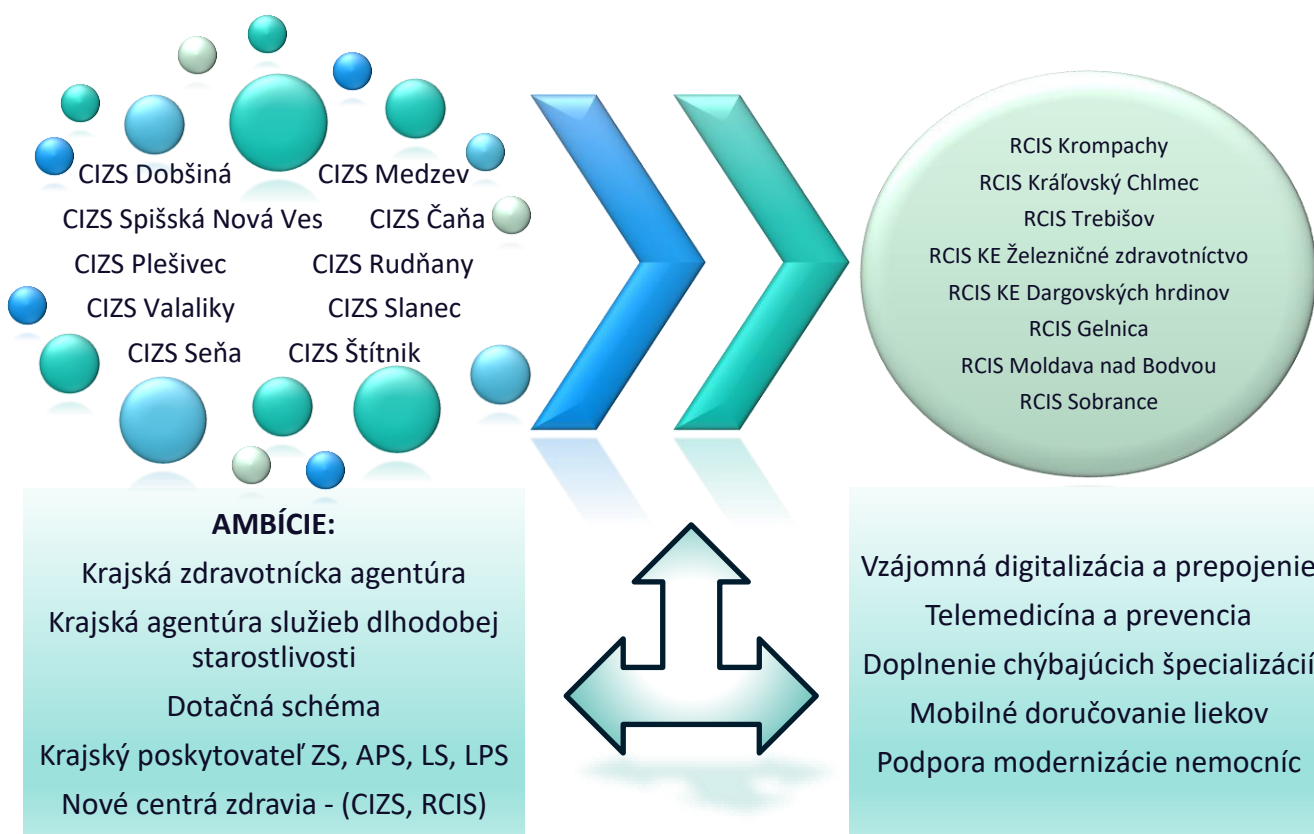 CIZS Dobšiná CIZS Medzev
CIZS Spišská Nová Ves CIZS Čaňa
CIZS Plešivec CIZS Rudňany
CIZS Valaliky CIZS Slanec
CIZS Seňa CIZS Štítnik
RCIS Krompachy
RCIS Kráľovský Chlmec
RCIS Trebišov
RCIS KE Železničné zdravotníctvo
RCIS KE Dargovských hrdinov
RCIS Gelnica
RCIS Moldava nad Bodvou
RCIS Sobrance
AMBÍCIE:
Krajská zdravotnícka agentúra
Krajská agentúra služieb dlhodobej
starostlivosti
Dotačná schéma
Krajský poskytovateľ ZS, APS, LS, LPS
Nové centrá zdravia - (CIZS, RCIS)
Vzájomná digitalizácia a prepojenie
Telemedicína a prevencia
Doplnenie chýbajúcich špecializácií
Mobilné doručovanie liekov
Podpora modernizácie nemocníc